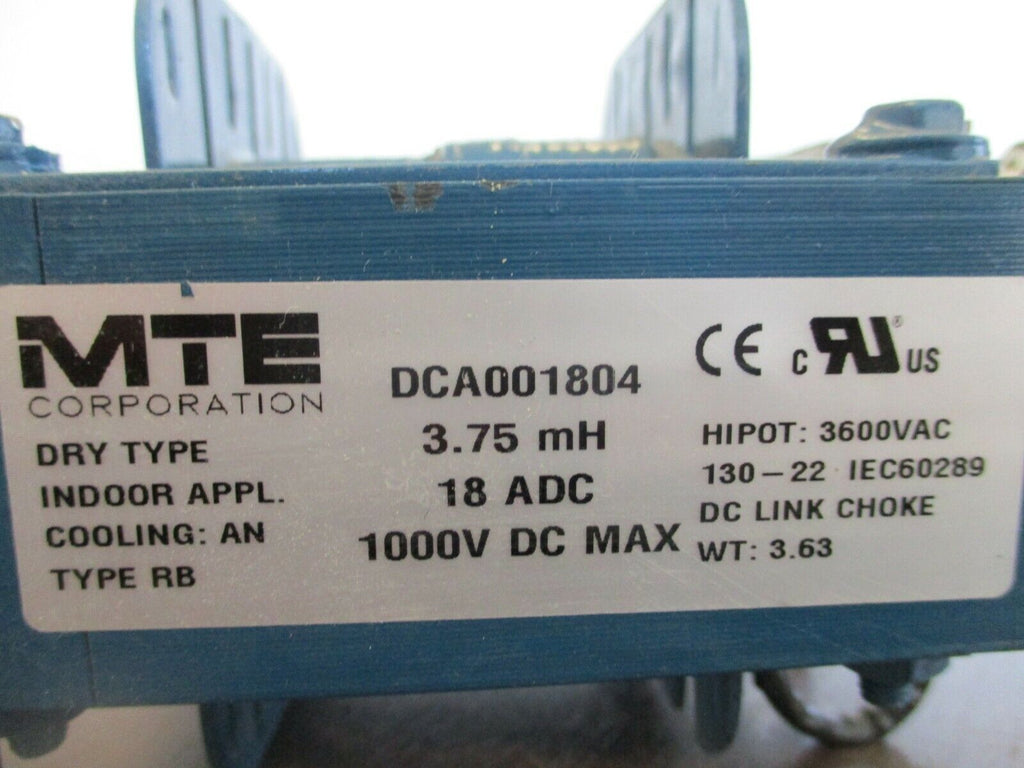 MTE
CORPORATION
DRY TYPE
INDOOR APPL.
COOLING: AN
TYPE RB
DCA001804
3.75 mH
18 ADC
1000V DC MAX
CE c RU® US
HIPOT: 3600VAC
130-22 IEC60289
DC LINK CHOKE
WT: 3.63